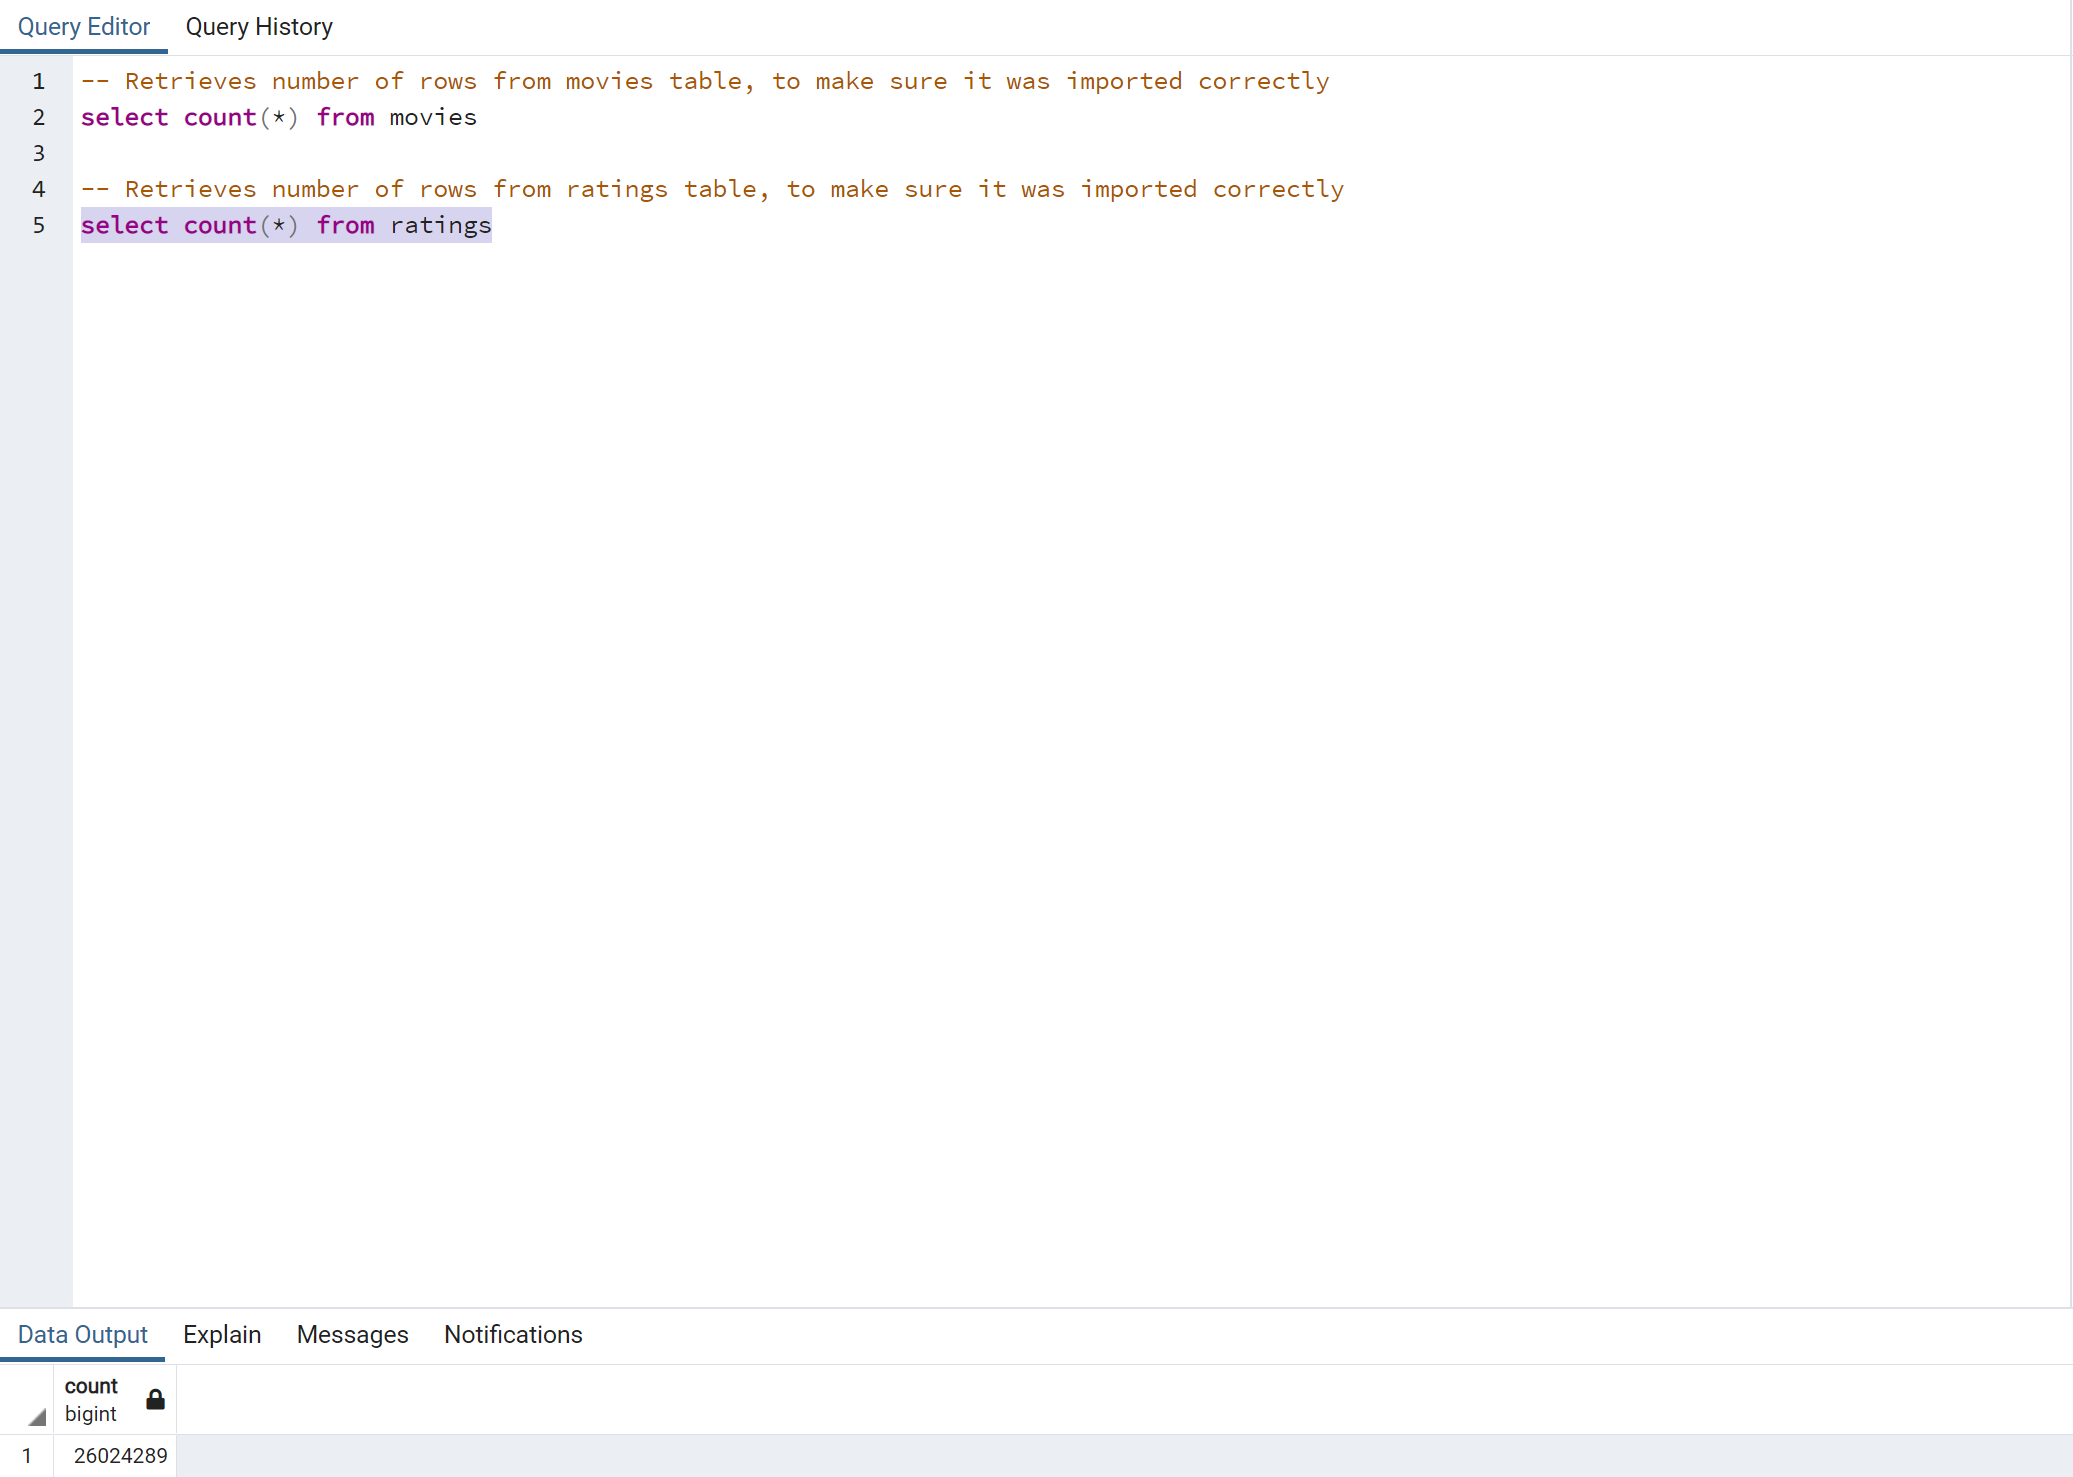 Query Editor Query History
1 -- Retrieves number of rows from movies table, to make sure it was imported correctly
2 select count(*) from movies
3
4 -- Retrieves number of rows from ratings table, to make sure it was imported correctly
5 select count(*) from ratings
Data Output Explain Messages Notifications
count
bigint
1 26024289